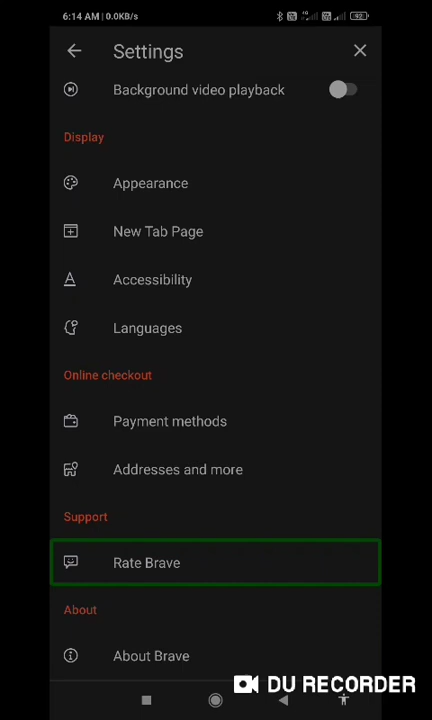 6:14 AM | 0.0KB/s
92
Settings
Background video playback
Display
Appearance
New Tab Page
Accessibility
Languages
Online checkout
Payment methods
Addresses and more
Support
Rate Brave
About
About Brave
DU RECORDER